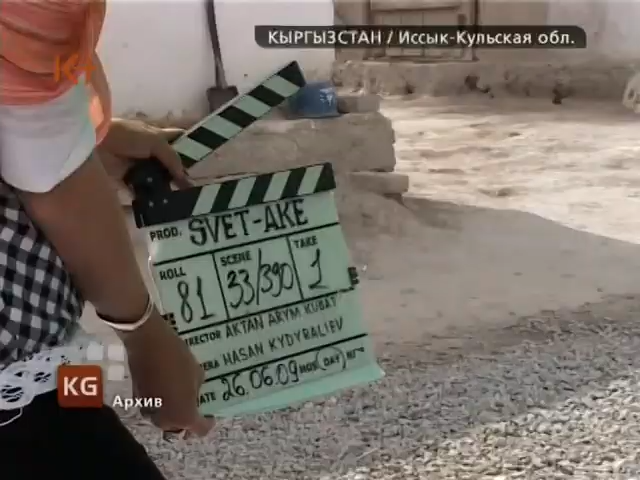 КЫРГЫЗСТАН / Иссык-Кульская обл.
PROD. SVET-AKE
ROLL SCENE TAKE
81 33/390 1
DIRECTOR AKTAN ARYM KUBAT
HASAN KYDYRALIEV
DATE 26.06.09 DAY
KG
Архив